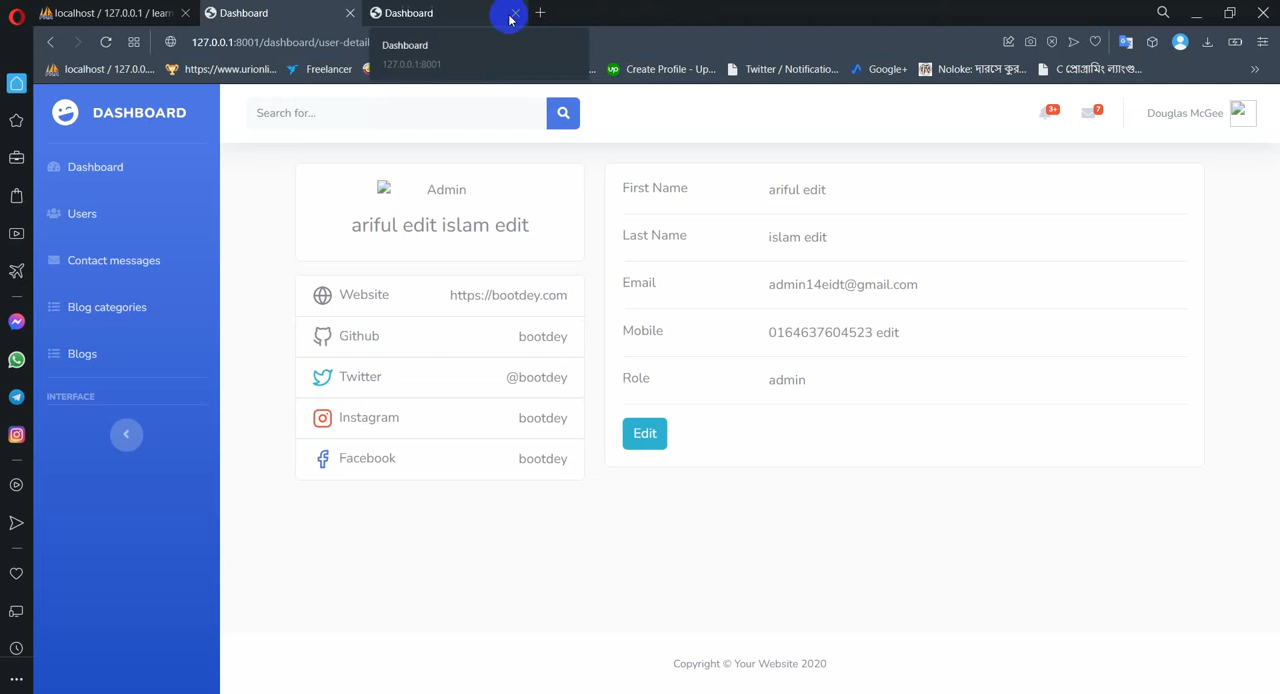 localhost / 127.0.0.1 / learn
Dashboard
Dashboard
127.0.0.1:8001/dashboard/user-detail
Dashboard
127.0.0.1:8001
localhost / 127.0.0....
https://www.urionli...
Freelancer
...
Create Profile - Up...
Twitter / Notificatio...
Google+
Noloke: দারসে কুর...
C প্রোগ্রামিং ল্যাংগু...
DASHBOARD
Search for...
3+
7
Douglas McGee
Dashboard
Users
Contact messages
Blog categories
Blogs
INTERFACE
Admin
ariful edit islam edit
Website https://bootdey.com
Github bootdey
Twitter @bootdey
Instagram bootdey
Facebook bootdey
First Name ariful edit
Last Name islam edit
Email admin14eidt@gmail.com
Mobile 0164637604523 edit
Role admin
Edit
Copyright © Your Website 2020